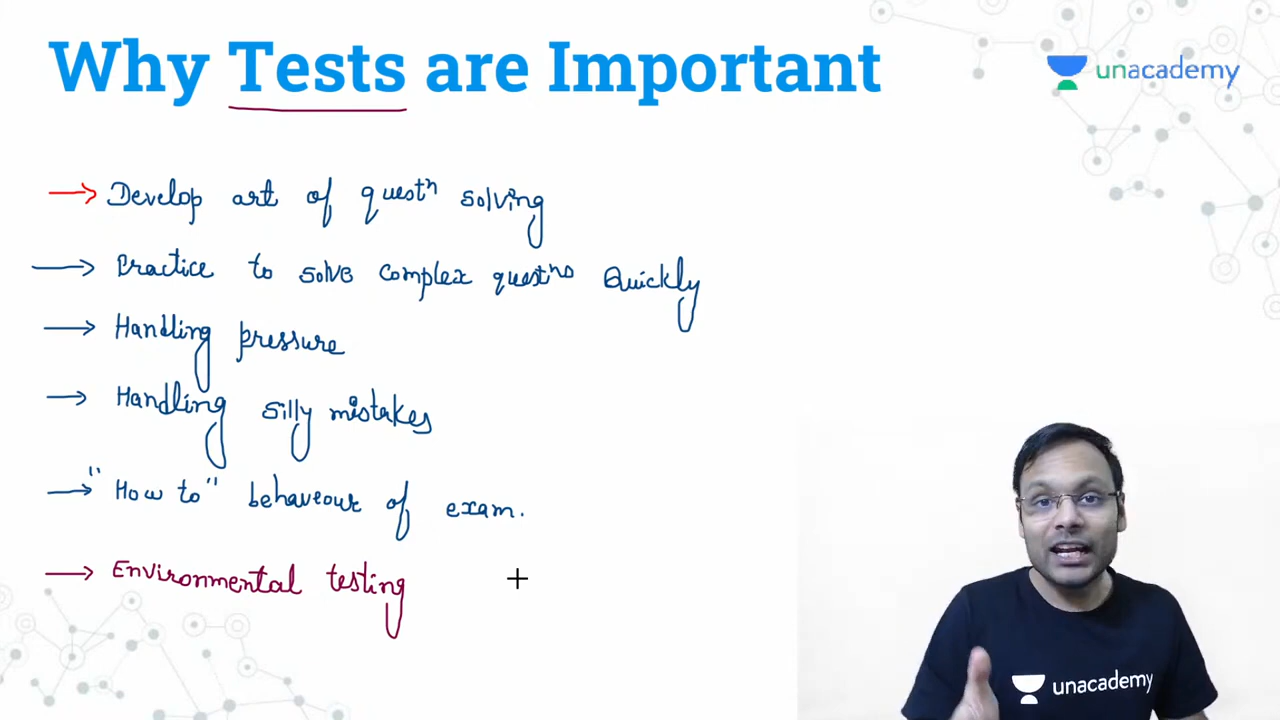 Why Tests are Important
unacademy
→ Develop art of questⁿ solving
→ Practice to solve complex questⁿs Quickly
→ Handling pressure
→ Handling silly mistakes
→ "How to" behaveour of exam.
→ Environmental testing
unacademy